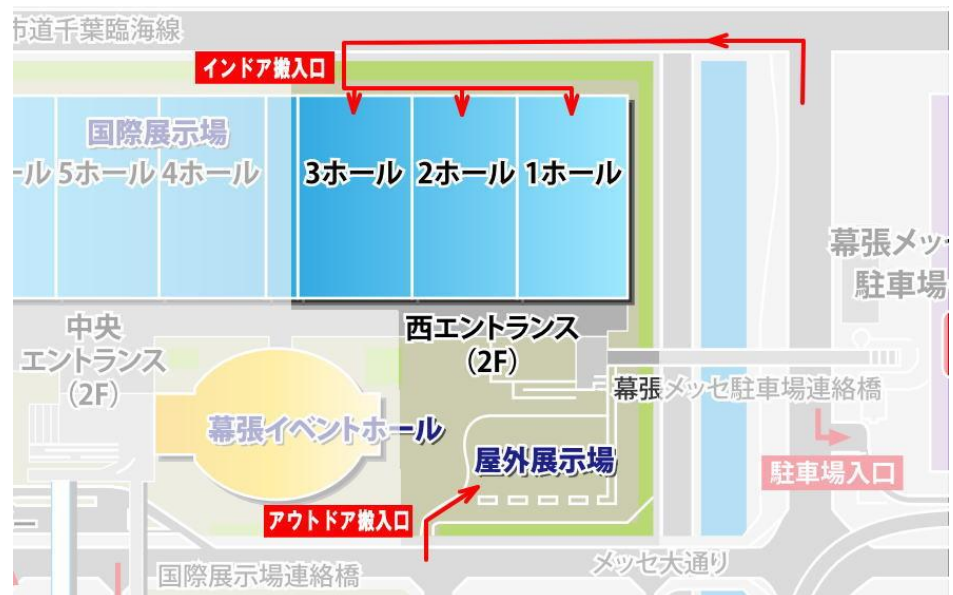 市道千葉臨海線
インドア搬入口
国際展示場
ール 5ホール 4ホール
3ホール 2ホール 1ホール
幕張メッ
駐車場
中央
エントランス
(2F)
西エントランス
(2F)
幕張メッセ駐車場連絡橋
幕張イベントホール
屋外展示場
駐車場入口
アウトドア搬入口
国際展示場連絡橋
メッセ大通り